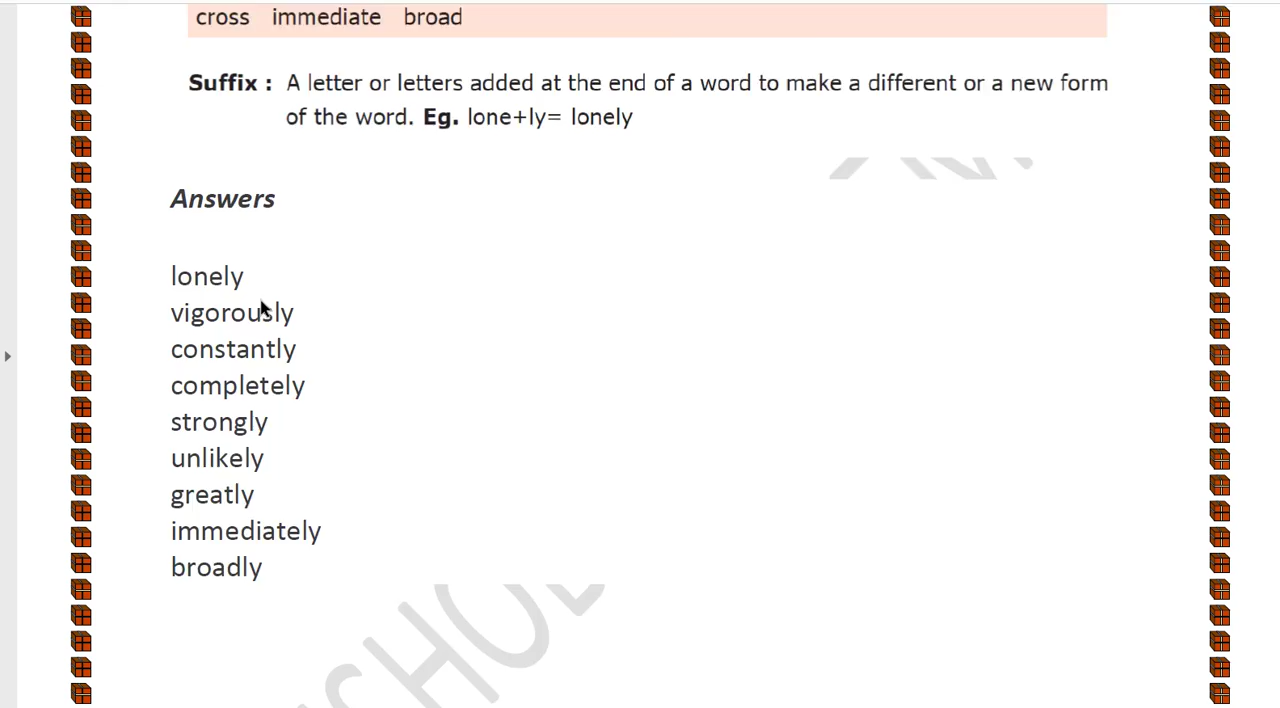 cross immediate broad
Suffix : A letter or letters added at the end of a word to make a different or a new form
of the word. Eg. lone+ly= lonely
Answers
lonely
vigorously
constantly
completely
strongly
unlikely
greatly
immediately
broadly